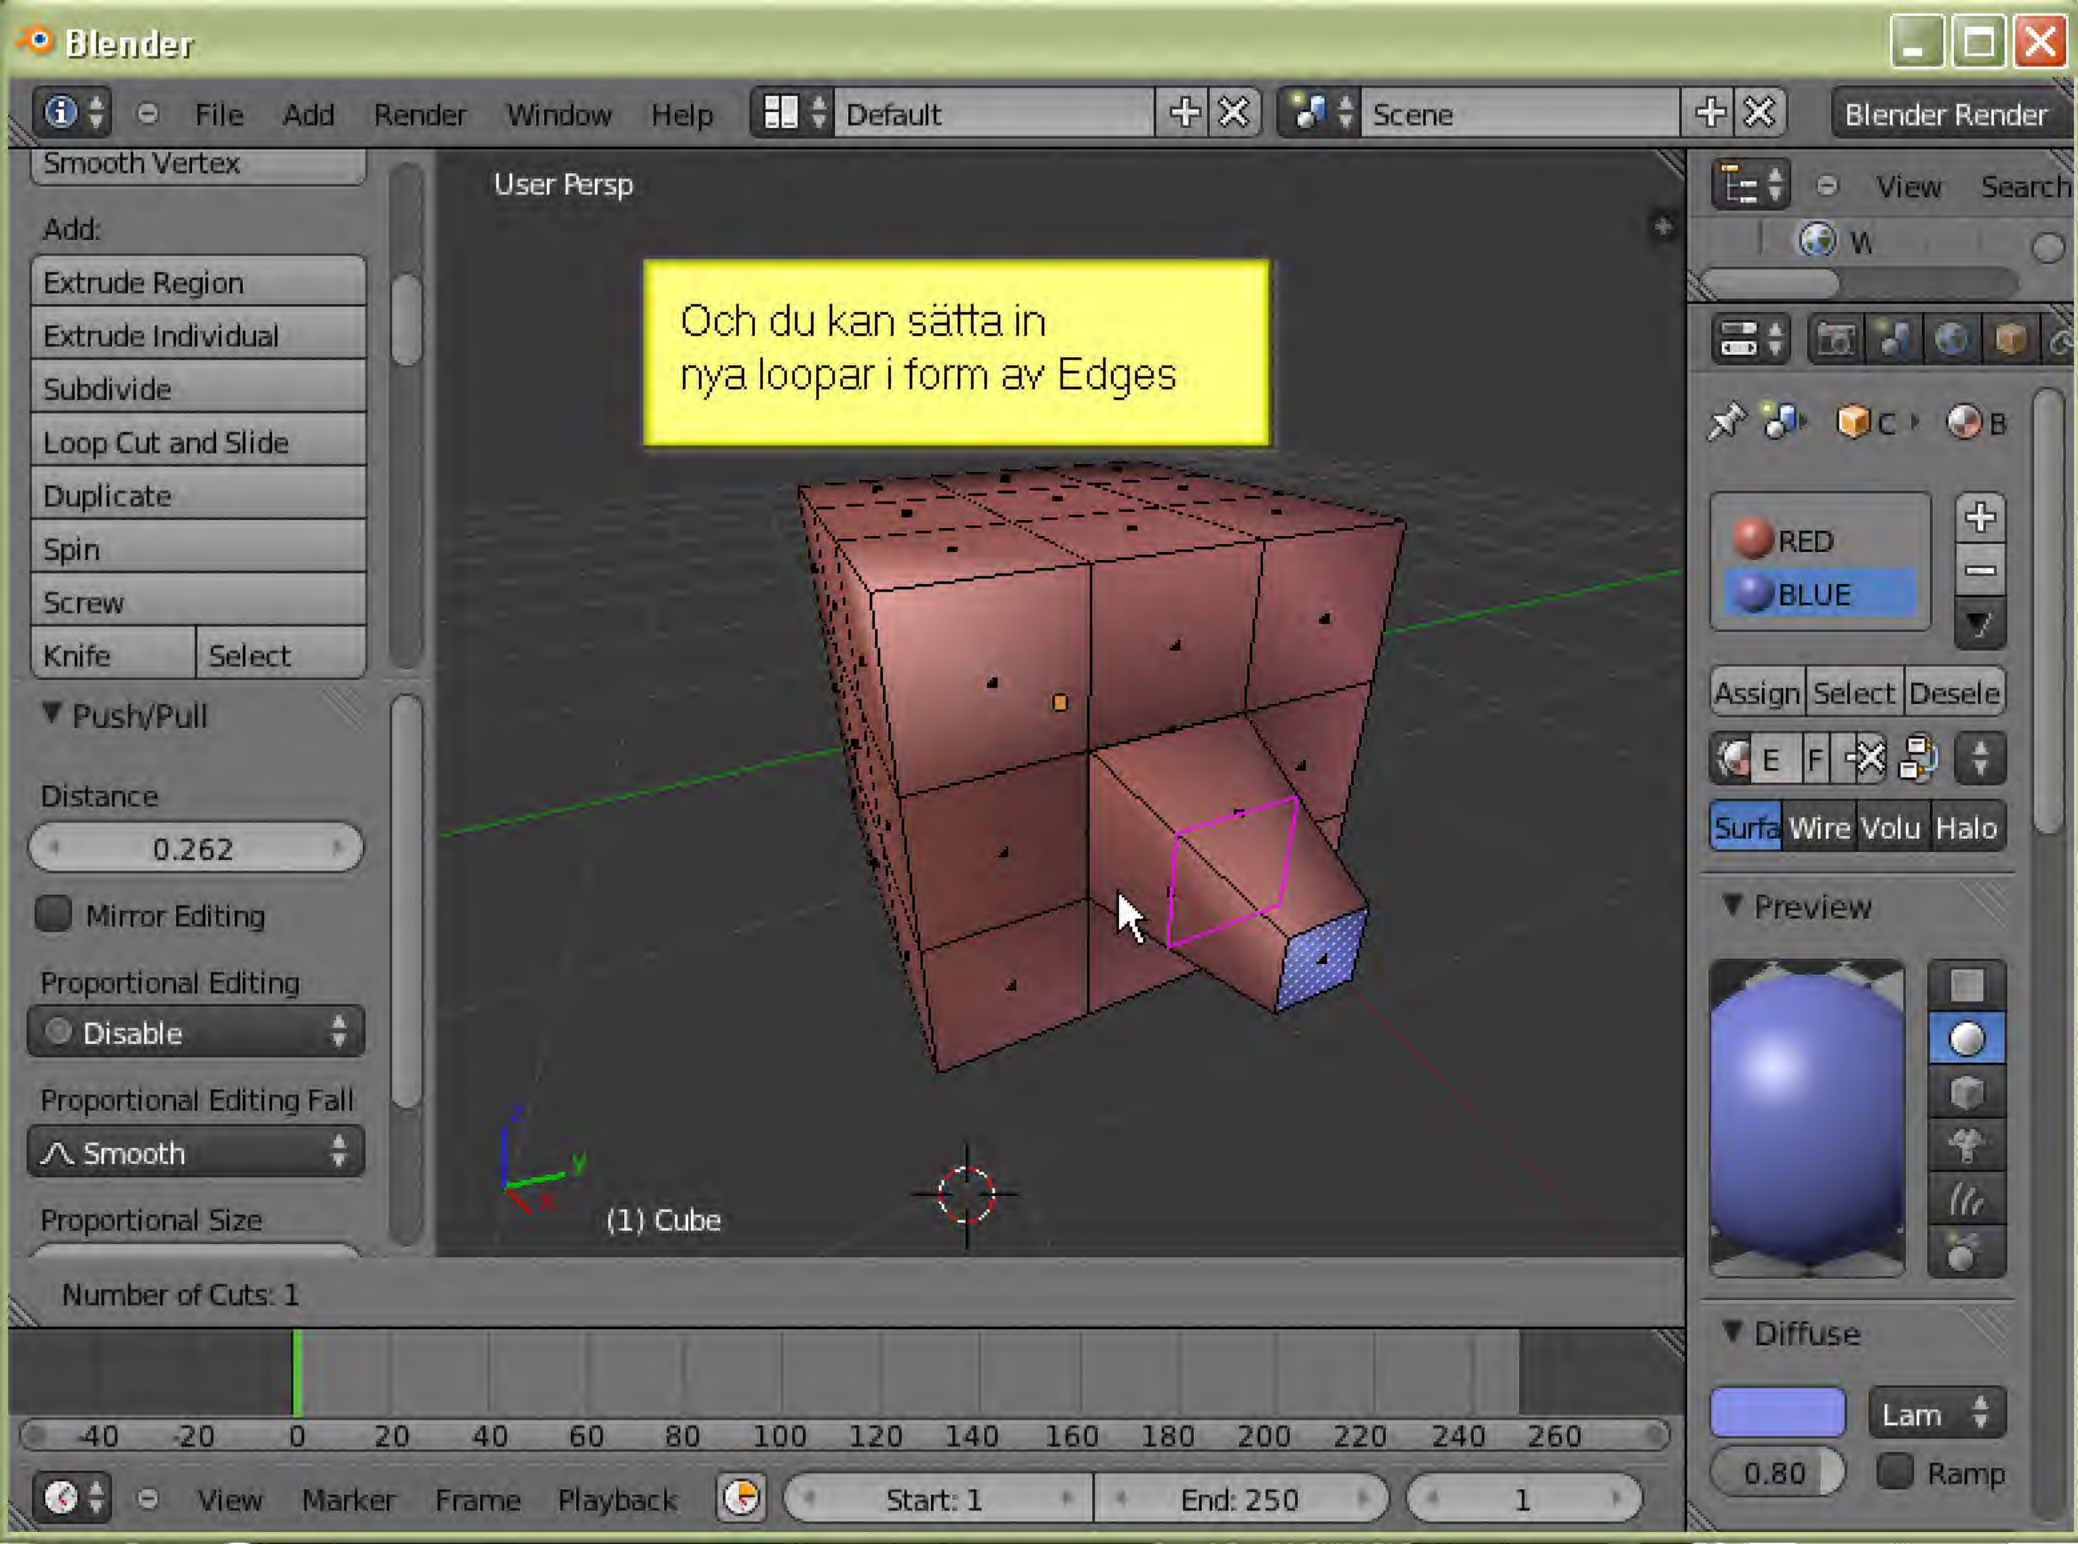 Blender
File Add Render Window Help Default Scene Blender Render
Smooth Vertex
Add:
Extrude Region
Extrude Individual
Subdivide
Loop Cut and Slide
Duplicate
Spin
Screw
Knife Select
Push/Pull
Distance
0.262
Mirror Editing
Proportional Editing
Disable
Proportional Editing Fall
Smooth
Proportional Size
User Persp
Och du kan sätta in
nya loopar i form av Edges
z
y
x
(1) Cube
View Search
W
C B
RED
BLUE
Assign Select Desele
E F
Surfa Wire Volu Halo
Preview
Diffuse
Lam
0.80 Ramp
Number of Cuts: 1
-40 -20 0 20 40 60 80 100 120 140 160 180 200 220 240 260
View Marker Frame Playback Start: 1 End: 250 1